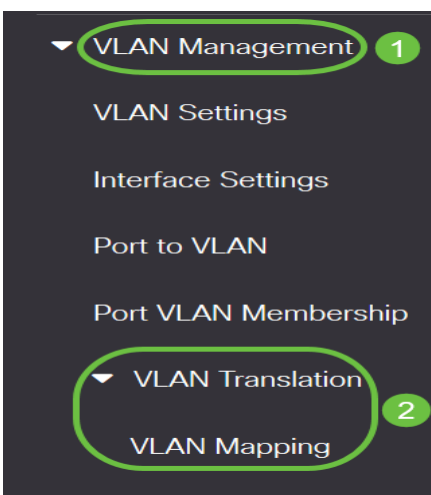 VLAN Management 1
VLAN Settings
Interface Settings
Port to VLAN
Port VLAN Membership
VLAN Translation
2
VLAN Mapping